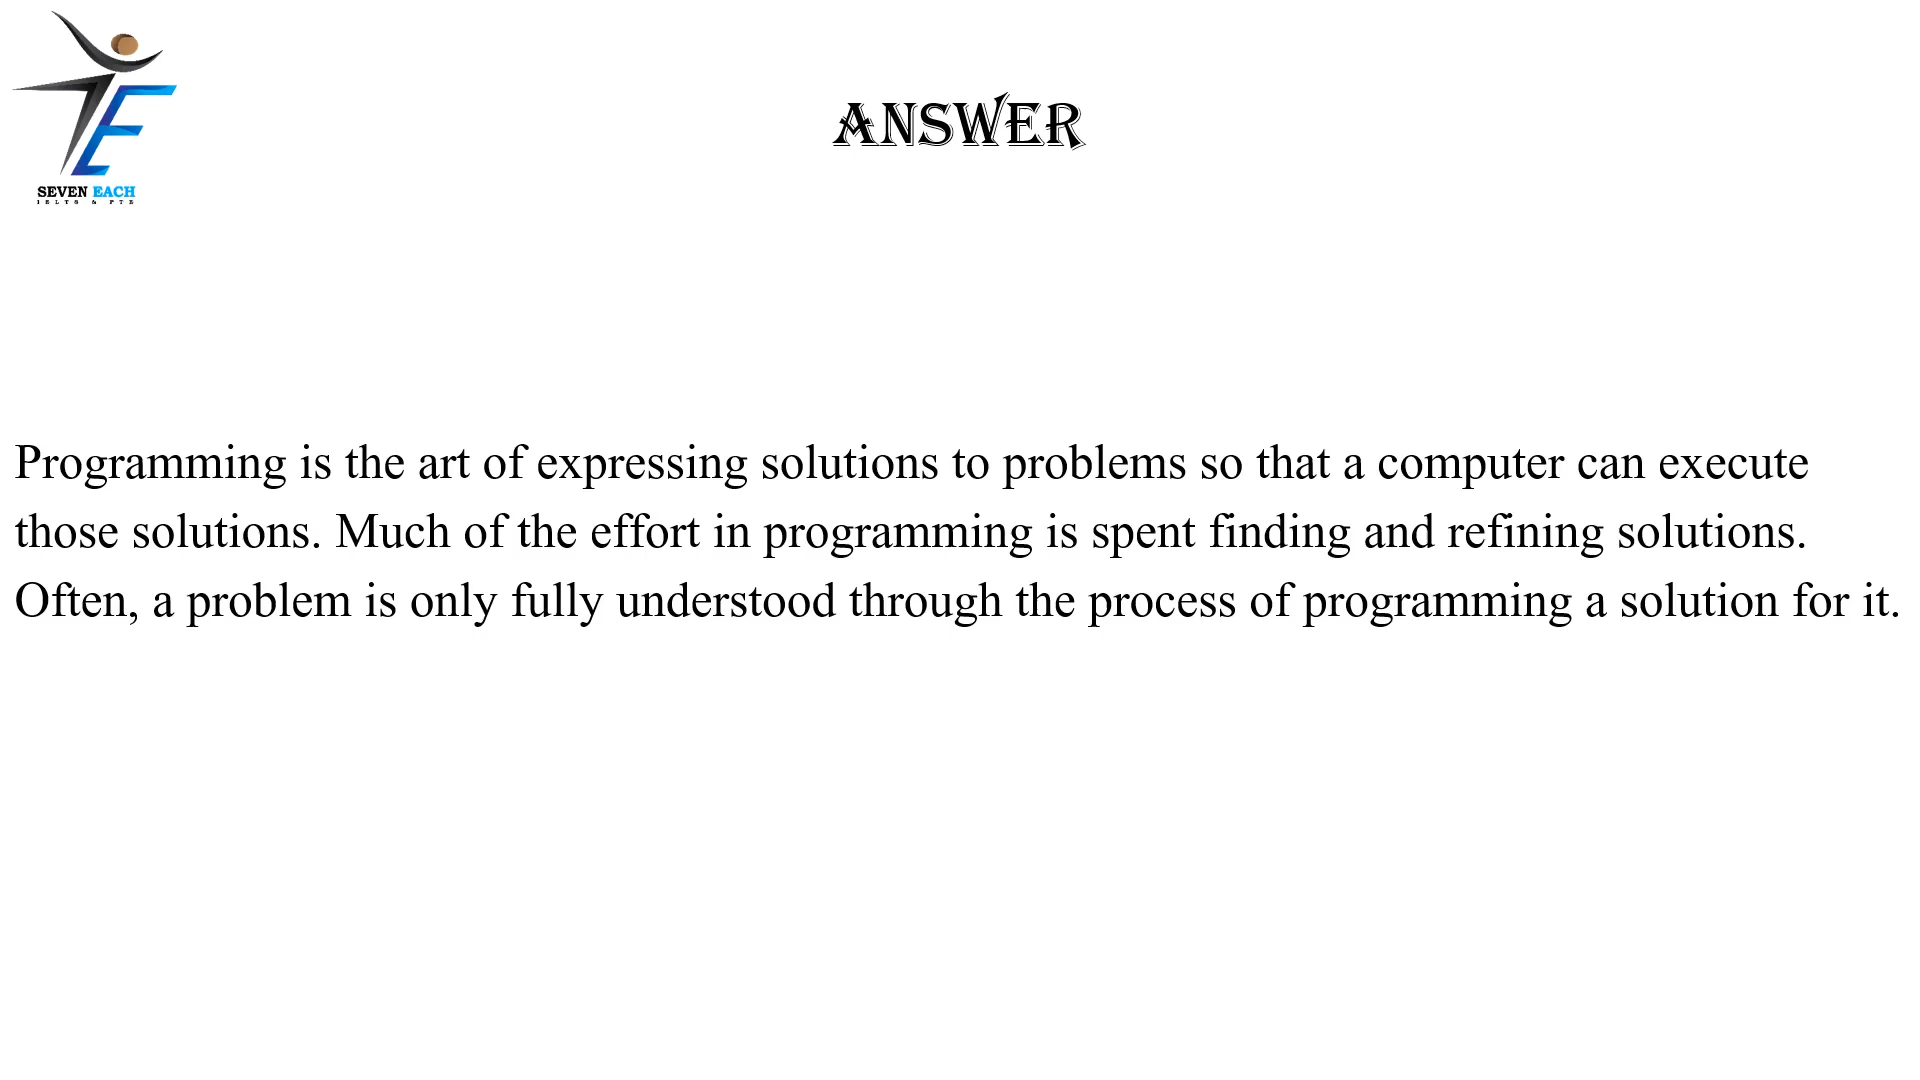 SEVEN EACH
IELTS & PTE
ANSWER
Programming is the art of expressing solutions to problems so that a computer can execute
those solutions. Much of the effort in programming is spent finding and refining solutions.
Often, a problem is only fully understood through the process of programming a solution for it.